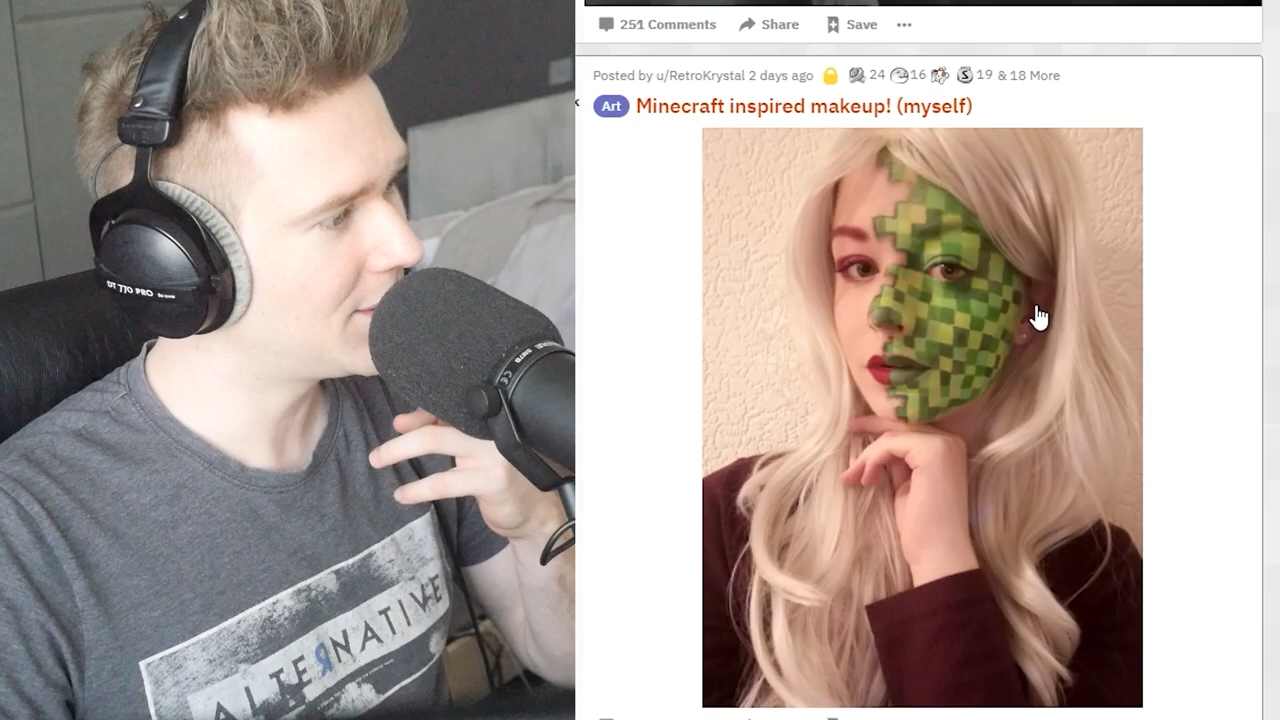 251 Comments Share Save
Posted by u/RetroKrystal 2 days ago 24 16 19 & 18 More
Art Minecraft inspired makeup! (myself)
DT 770 PRO
ALTEЯNATIVE